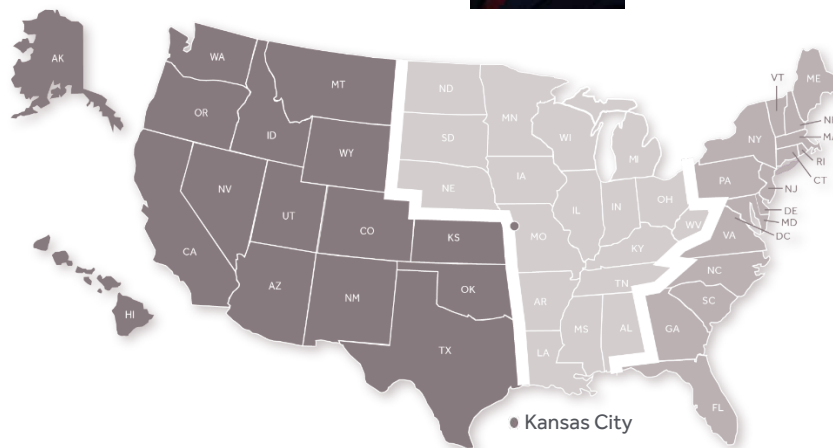 AK
WA
MT
ND
MN
VT
ME
OR
ID
WY
SD
WI
MI
NY
MA
RI
CT
NV
UT
CO
NE
IA
IL
IN
OH
PA
NJ
DE
MD
DC
CA
AZ
NM
KS
OK
MO
KY
WV
VA
HI
TX
AR
TN
NC
SC
LA
MS
AL
GA
FL
Kansas City